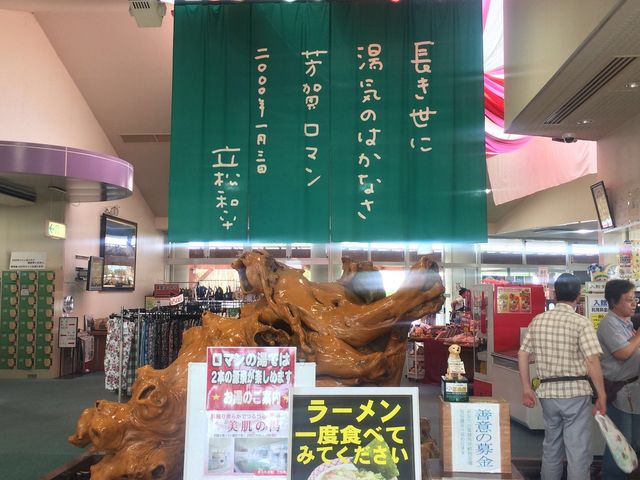 長き世に
湯気のはかなさ
芳賀ロマン
二〇〇〇年一月三日
立松和平
ロマンの湯では
2本の源泉が楽しめます
★お湯のご案内★
美肌の湯
ラーメン
一度食べて
みてください
善意の募金